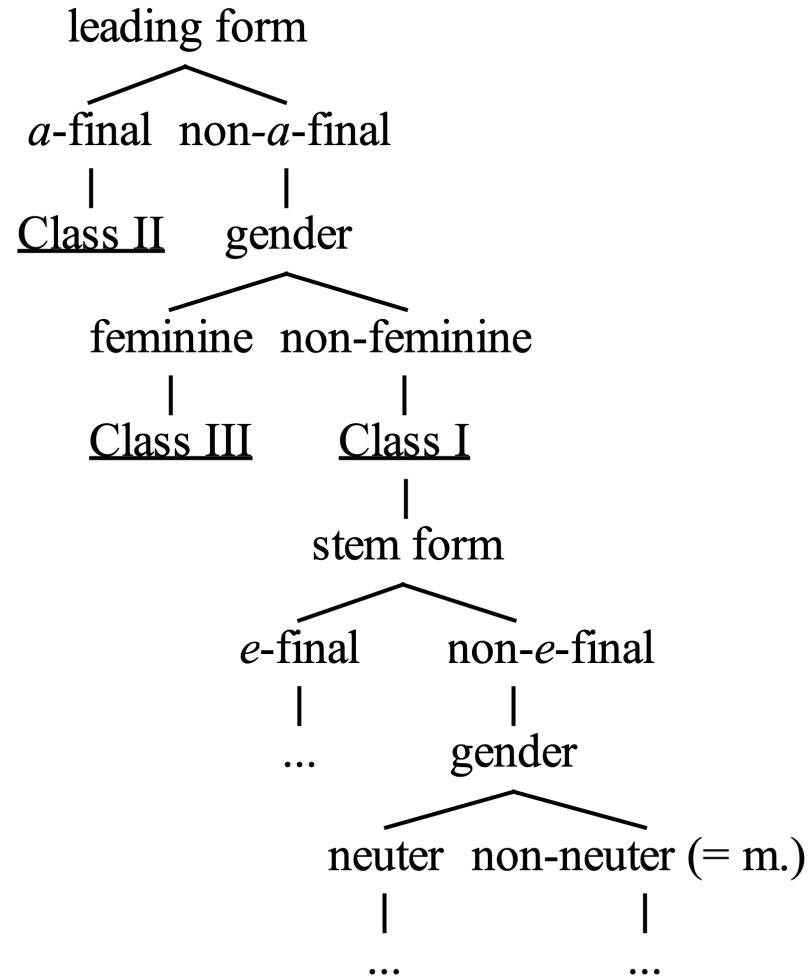 leading form
a-final non-a-final
Class II gender
feminine non-feminine
Class III Class I
stem form
e-final non-e-final
... gender
neuter non-neuter (= m.)
... ...